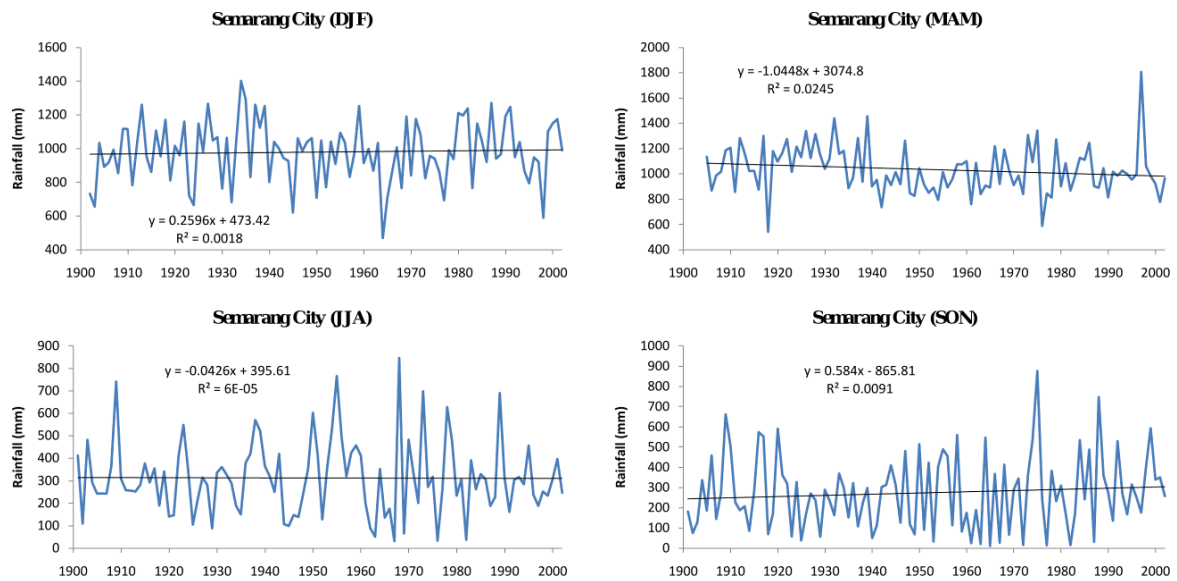 Semarang City (DJF)
Rainfall (mm)
1600
1400
1200
1000
800
600
400
y = 0.2596x + 473.42
R² = 0.0018
1900 1910 1920 1930 1940 1950 1960 1970 1980 1990 2000
Semarang City (MAM)
Rainfall (mm)
2000
1800
1600
1400
1200
1000
800
600
400
y = -1.0448x + 3074.8
R² = 0.0245
1901 1910 1920 1930 1940 1950 1960 1970 1980 1990 2000
Semarang City (JJA)
Rainfall (mm)
900
800
700
600
500
400
300
200
100
0
y = -0.0426x + 395.61
R² = 6E-05
1900 1910 1920 1930 1940 1950 1960 1970 1980 1990 2000
Semarang City (SON)
Rainfall (mm)
1000
900
800
700
600
500
400
300
200
100
0
y = 0.584x - 865.81
R² = 0.0091
1901 1910 1920 1930 1940 1950 1960 1970 1980 1990 2000